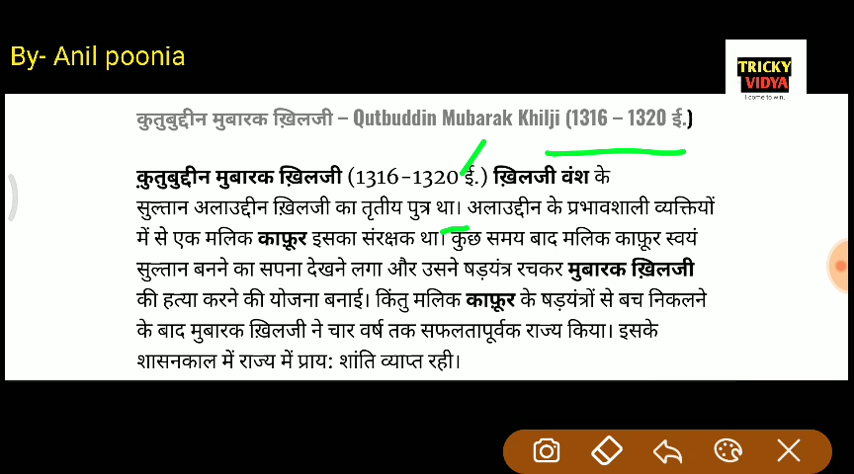 By- Anil poonia
TRICKY
VIDYA
I come to win.
कुतुबुद्दीन मुबारक ख़िलजी – Qutbuddin Mubarak Khilji (1316 – 1320 ई.)
क़ुतुबुद्दीन मुबारक ख़िलजी (1316-1320 ई.) ख़िलजी वंश के
सुल्तान अलाउद्दीन ख़िलजी का तृतीय पुत्र था। अलाउद्दीन के प्रभावशाली व्यक्तियों
में से एक मलिक काफ़ूर इसका संरक्षक था। कुछ समय बाद मलिक काफ़ूर स्वयं
सुल्तान बनने का सपना देखने लगा और उसने षड़यंत्र रचकर मुबारक ख़िलजी
की हत्या करने की योजना बनाई। किंतु मलिक काफ़ूर के षड़यंत्रों से बच निकलने
के बाद मुबारक ख़िलजी ने चार वर्ष तक सफलतापूर्वक राज्य किया। इसके
शासनकाल में राज्य में प्राय: शांति व्याप्त रही।